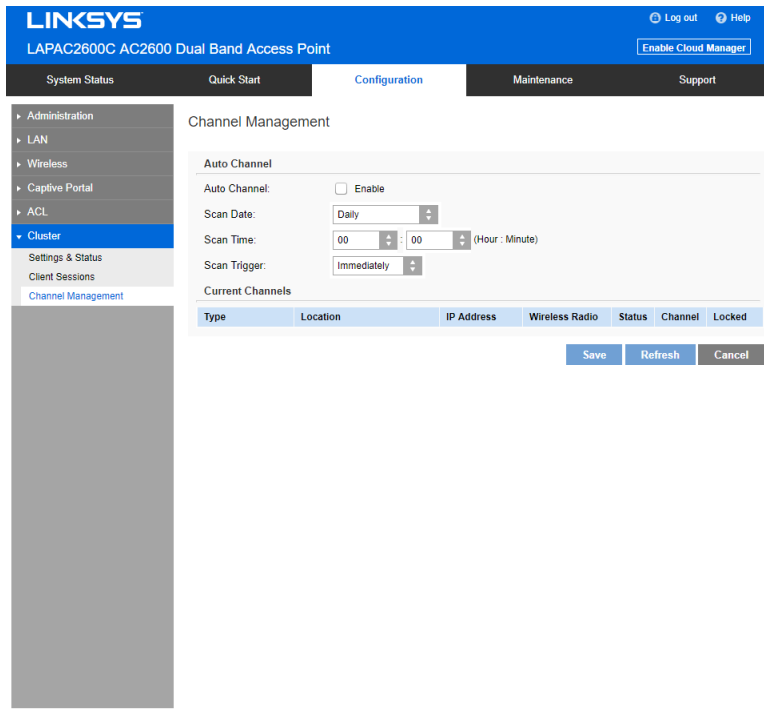 LINKSYS
Log out Help
LAPAC2600C AC2600 Dual Band Access Point
Enable Cloud Manager
System Status Quick Start Configuration Maintenance Support
Administration
LAN
Wireless
Captive Portal
ACL
Cluster
Settings & Status
Client Sessions
Channel Management
Channel Management
Auto Channel
Auto Channel: Enable
Scan Date: Daily
Scan Time: 00 : 00 (Hour : Minute)
Scan Trigger: Immediately
Current Channels
Type Location IP Address Wireless Radio Status Channel Locked
Save Refresh Cancel